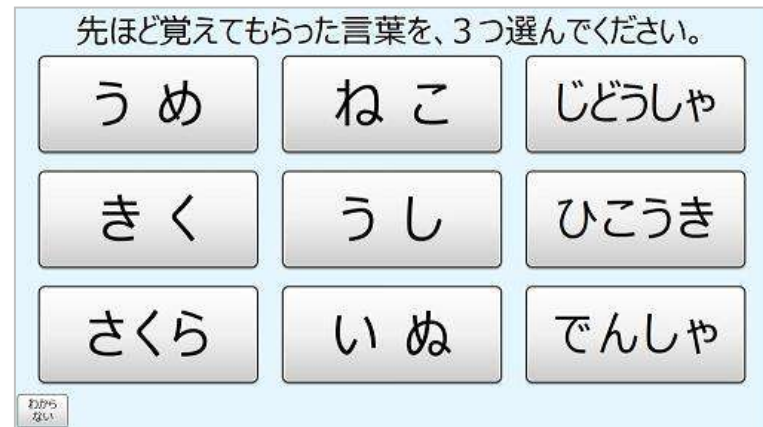 先ほど覚えてもらった言葉を、3つ選んでください。
うめ ねこ じどうしゃ
きく うし ひこうき
さくら いぬ でんしゃ
わから
ない